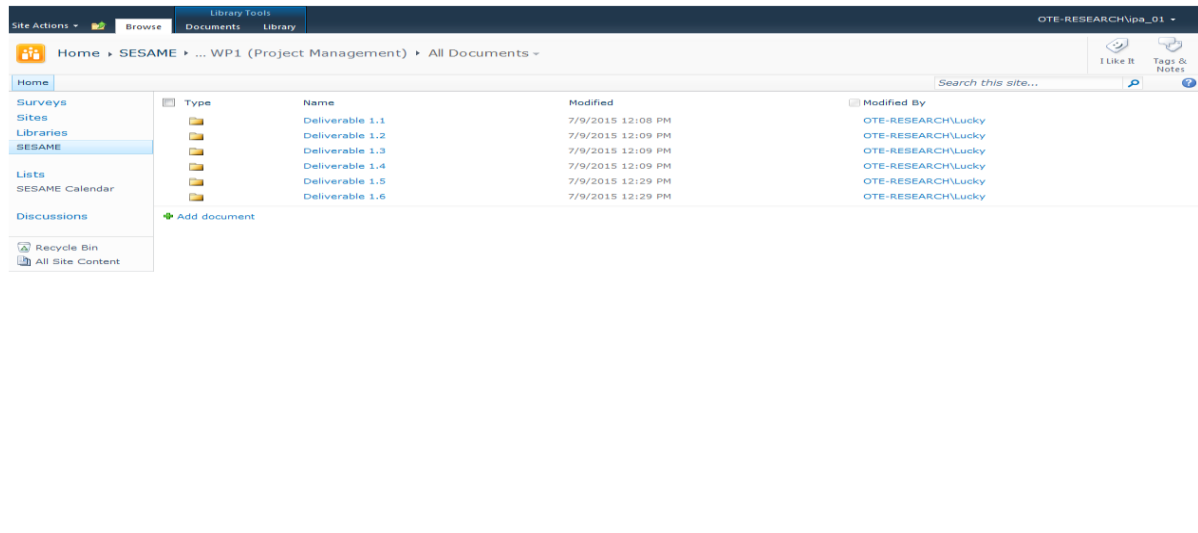 Library Tools
Site Actions Browse Documents Library OTE-RESEARCH\ipa_01
Home SESAME ... WP1 (Project Management) All Documents
I Like It Tags & Notes
Home Search this site...
Surveys
Sites
Libraries
SESAME
Lists
SESAME Calendar
Discussions
Recycle Bin
All Site Content
Type Name Modified Modified By
Deliverable 1.1 7/9/2015 12:08 PM OTE-RESEARCH\Lucky
Deliverable 1.2 7/9/2015 12:09 PM OTE-RESEARCH\Lucky
Deliverable 1.3 7/9/2015 12:09 PM OTE-RESEARCH\Lucky
Deliverable 1.4 7/9/2015 12:09 PM OTE-RESEARCH\Lucky
Deliverable 1.5 7/9/2015 12:29 PM OTE-RESEARCH\Lucky
Deliverable 1.6 7/9/2015 12:29 PM OTE-RESEARCH\Lucky
Add document